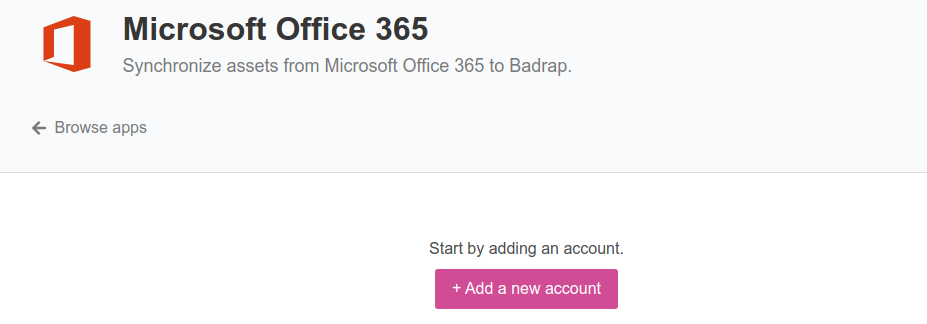 Microsoft Office 365
Synchronize assets from Microsoft Office 365 to Badrap.
Browse apps
Start by adding an account.
+ Add a new account